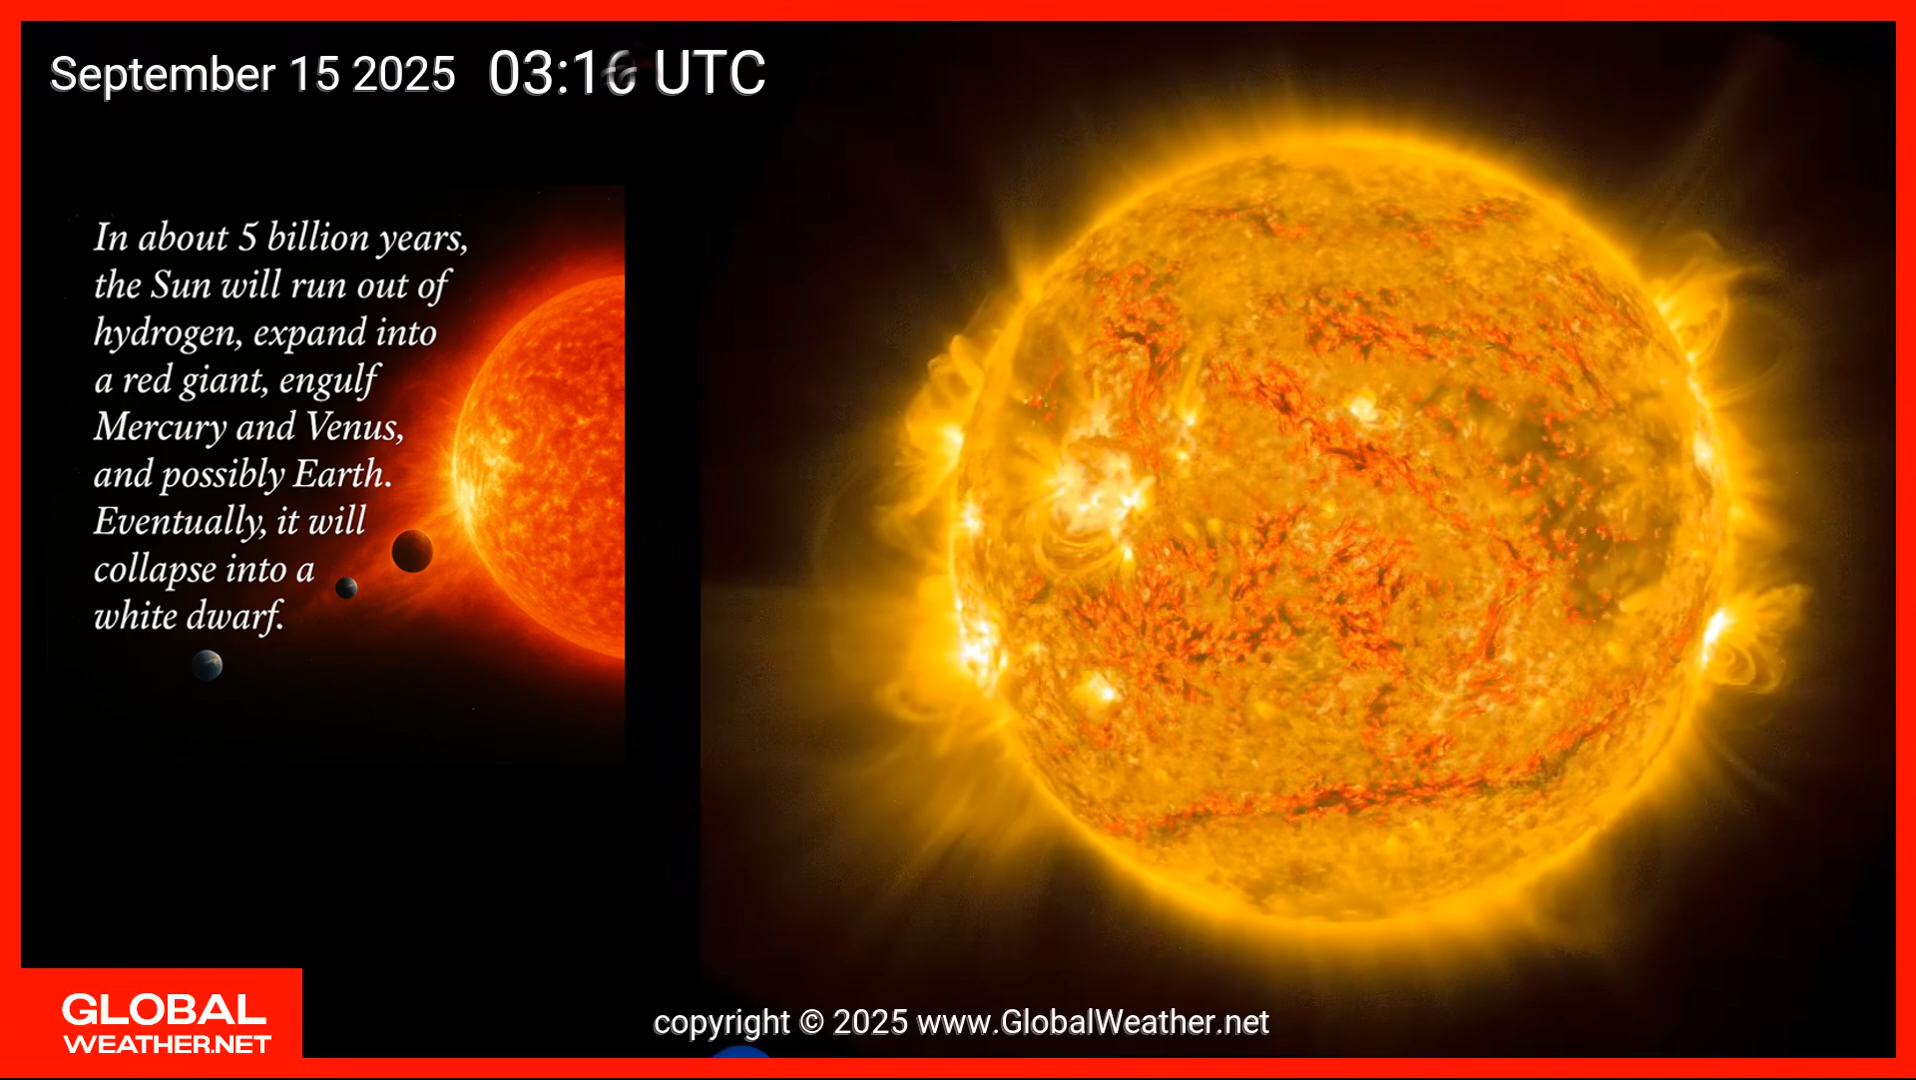 September 15 2025 03:16 UTC
In about 5 billion years,
the Sun will run out of
hydrogen, expand into
a red giant, engulf
Mercury and Venus,
and possibly Earth.
Eventually, it will
collapse into a
white dwarf.
GLOBAL
WEATHER.NET
copyright © 2025 www.GlobalWeather.net